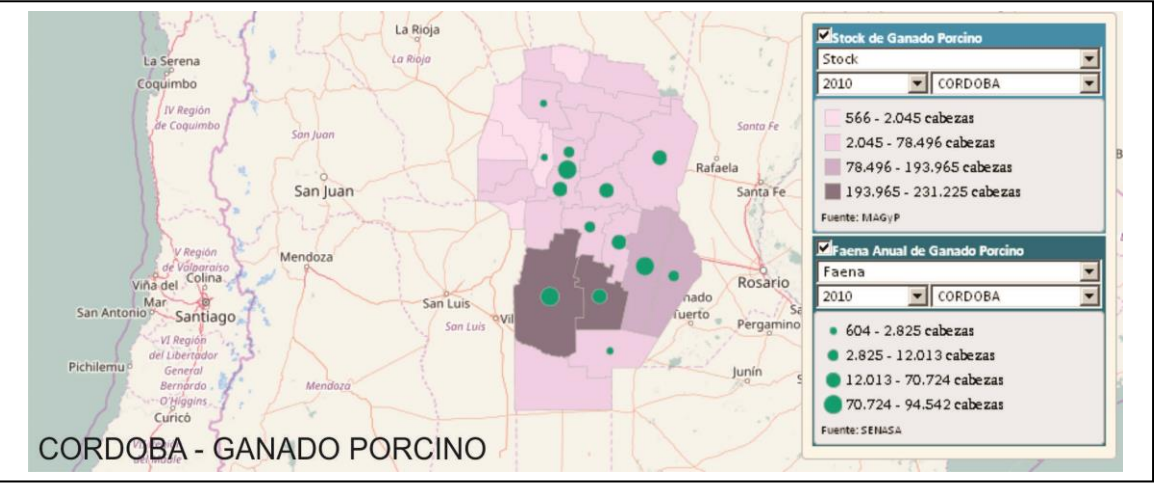 La Rioja
La Serena
La Rioja
Coquimbo
IV Región
de Coquimbo
San Juan
Santa Fe
Rafaela
San Juan
Santa Fe
V Región
de Valparaíso
Mendoza
Viña del
Mar
Colina
San Antonio
Santiago
San Luis
San Luis
Vil
nado
Rosario
Sa
Tuerto
Pergamino
VI Región
del Libertador
General
Bernardo
O'Higgins
Pichilemu
Mendoza
Junín
Curicó
CORDOBA - GANADO PORCINO
Stock de Ganado Porcino
Stock
2010 CORDOBA
566 - 2.045 cabezas
2.045 - 78.496 cabezas
78.496 - 193.965 cabezas
193.965 - 231.225 cabezas
Fuente: MAGyP
Faena Anual de Ganado Porcino
Faena
2010 CORDOBA
604 - 2.825 cabezas
2.825 - 12.013 cabezas
12.013 - 70.724 cabezas
70.724 - 94.542 cabezas
Fuente: SENASA